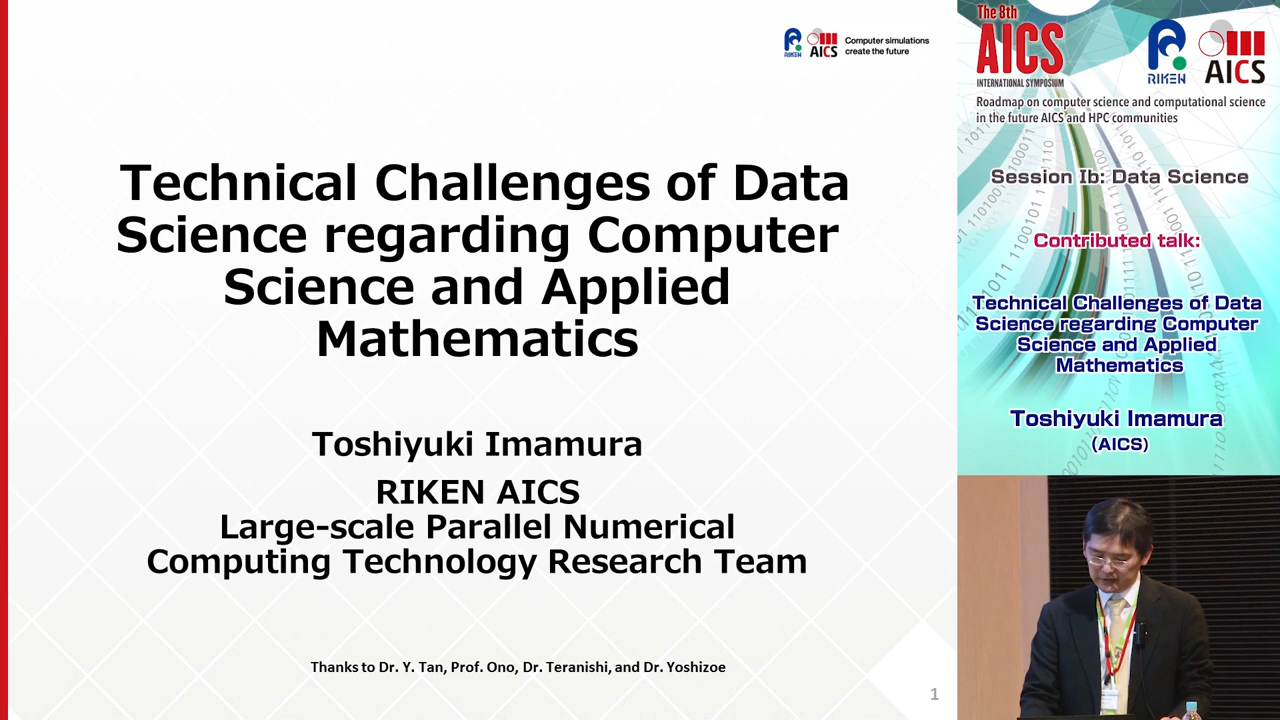 RIKEN
AICS
Computer simulations
create the future
Technical Challenges of Data
Science regarding Computer
Science and Applied
Mathematics
Toshiyuki Imamura
RIKEN AICS
Large-scale Parallel Numerical
Computing Technology Research Team
Thanks to Dr. Y. Tan, Prof. Ono, Dr. Teranishi, and Dr. Yoshizoe
1
The 8th
AICS
INTERNATIONAL SYMPOSIUM
RIKEN
AICS
Roadmap on computer science and computational science
in the future AICS and HPC communities
Session Ib: Data Science
Contributed talk:
Technical Challenges of Data
Science regarding Computer
Science and Applied
Mathematics
Toshiyuki Imamura
(AICS)